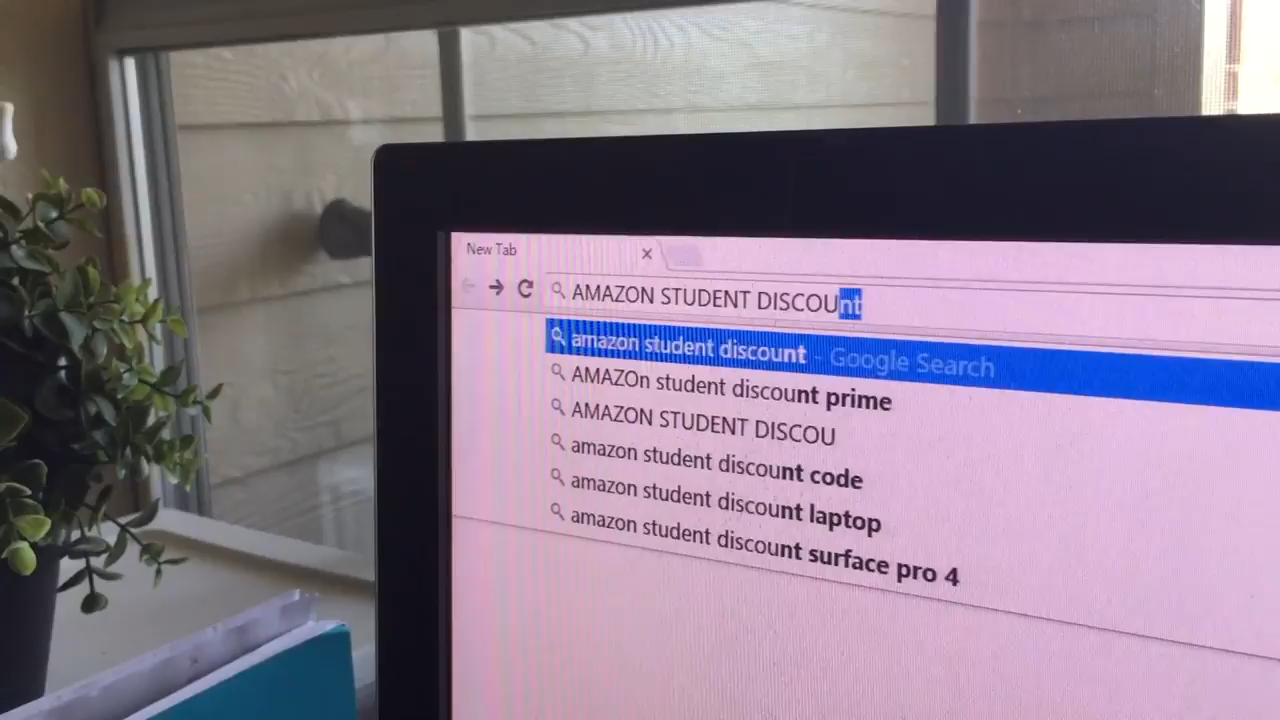 New Tab
AMAZON STUDENT DISCOUnt
amazon student discount - Google Search
AMAZOn student discount prime
AMAZON STUDENT DISCOU
amazon student discount code
amazon student discount laptop
amazon student discount surface pro 4